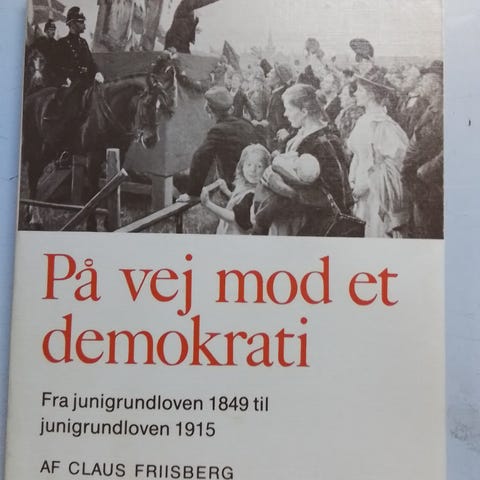 På vej mod et
demokrati
Fra junigrundloven 1849 til
junigrundloven 1915
AF CLAUS FRIISBERG